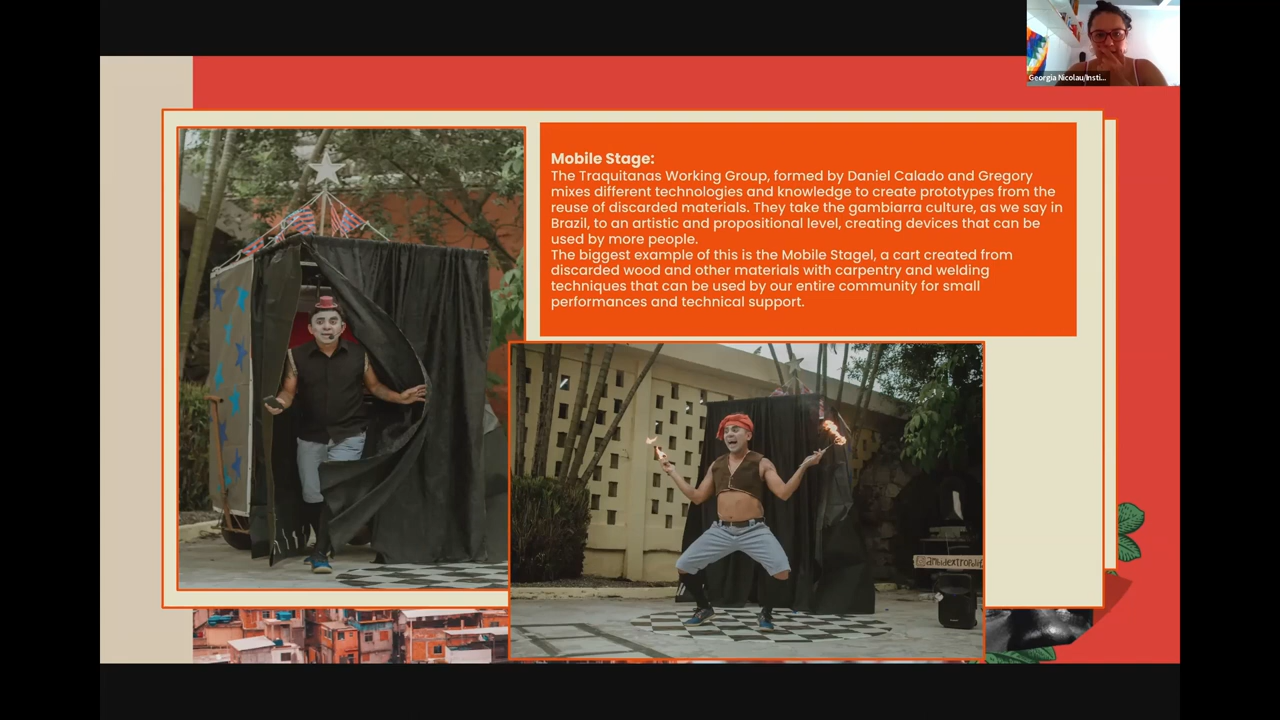 Georgia Nicolau/Insti...
Mobile Stage:
The Traquitanas Working Group, formed by Daniel Calado and Gregory
mixes different technologies and knowledge to create prototypes from the
reuse of discarded materials. They take the gambiarra culture, as we say in
Brazil, to an artistic and propositional level, creating devices that can be
used by more people.
The biggest example of this is the Mobile Stagel, a cart created from
discarded wood and other materials with carpentry and welding
techniques that can be used by our entire community for small
performances and technical support.